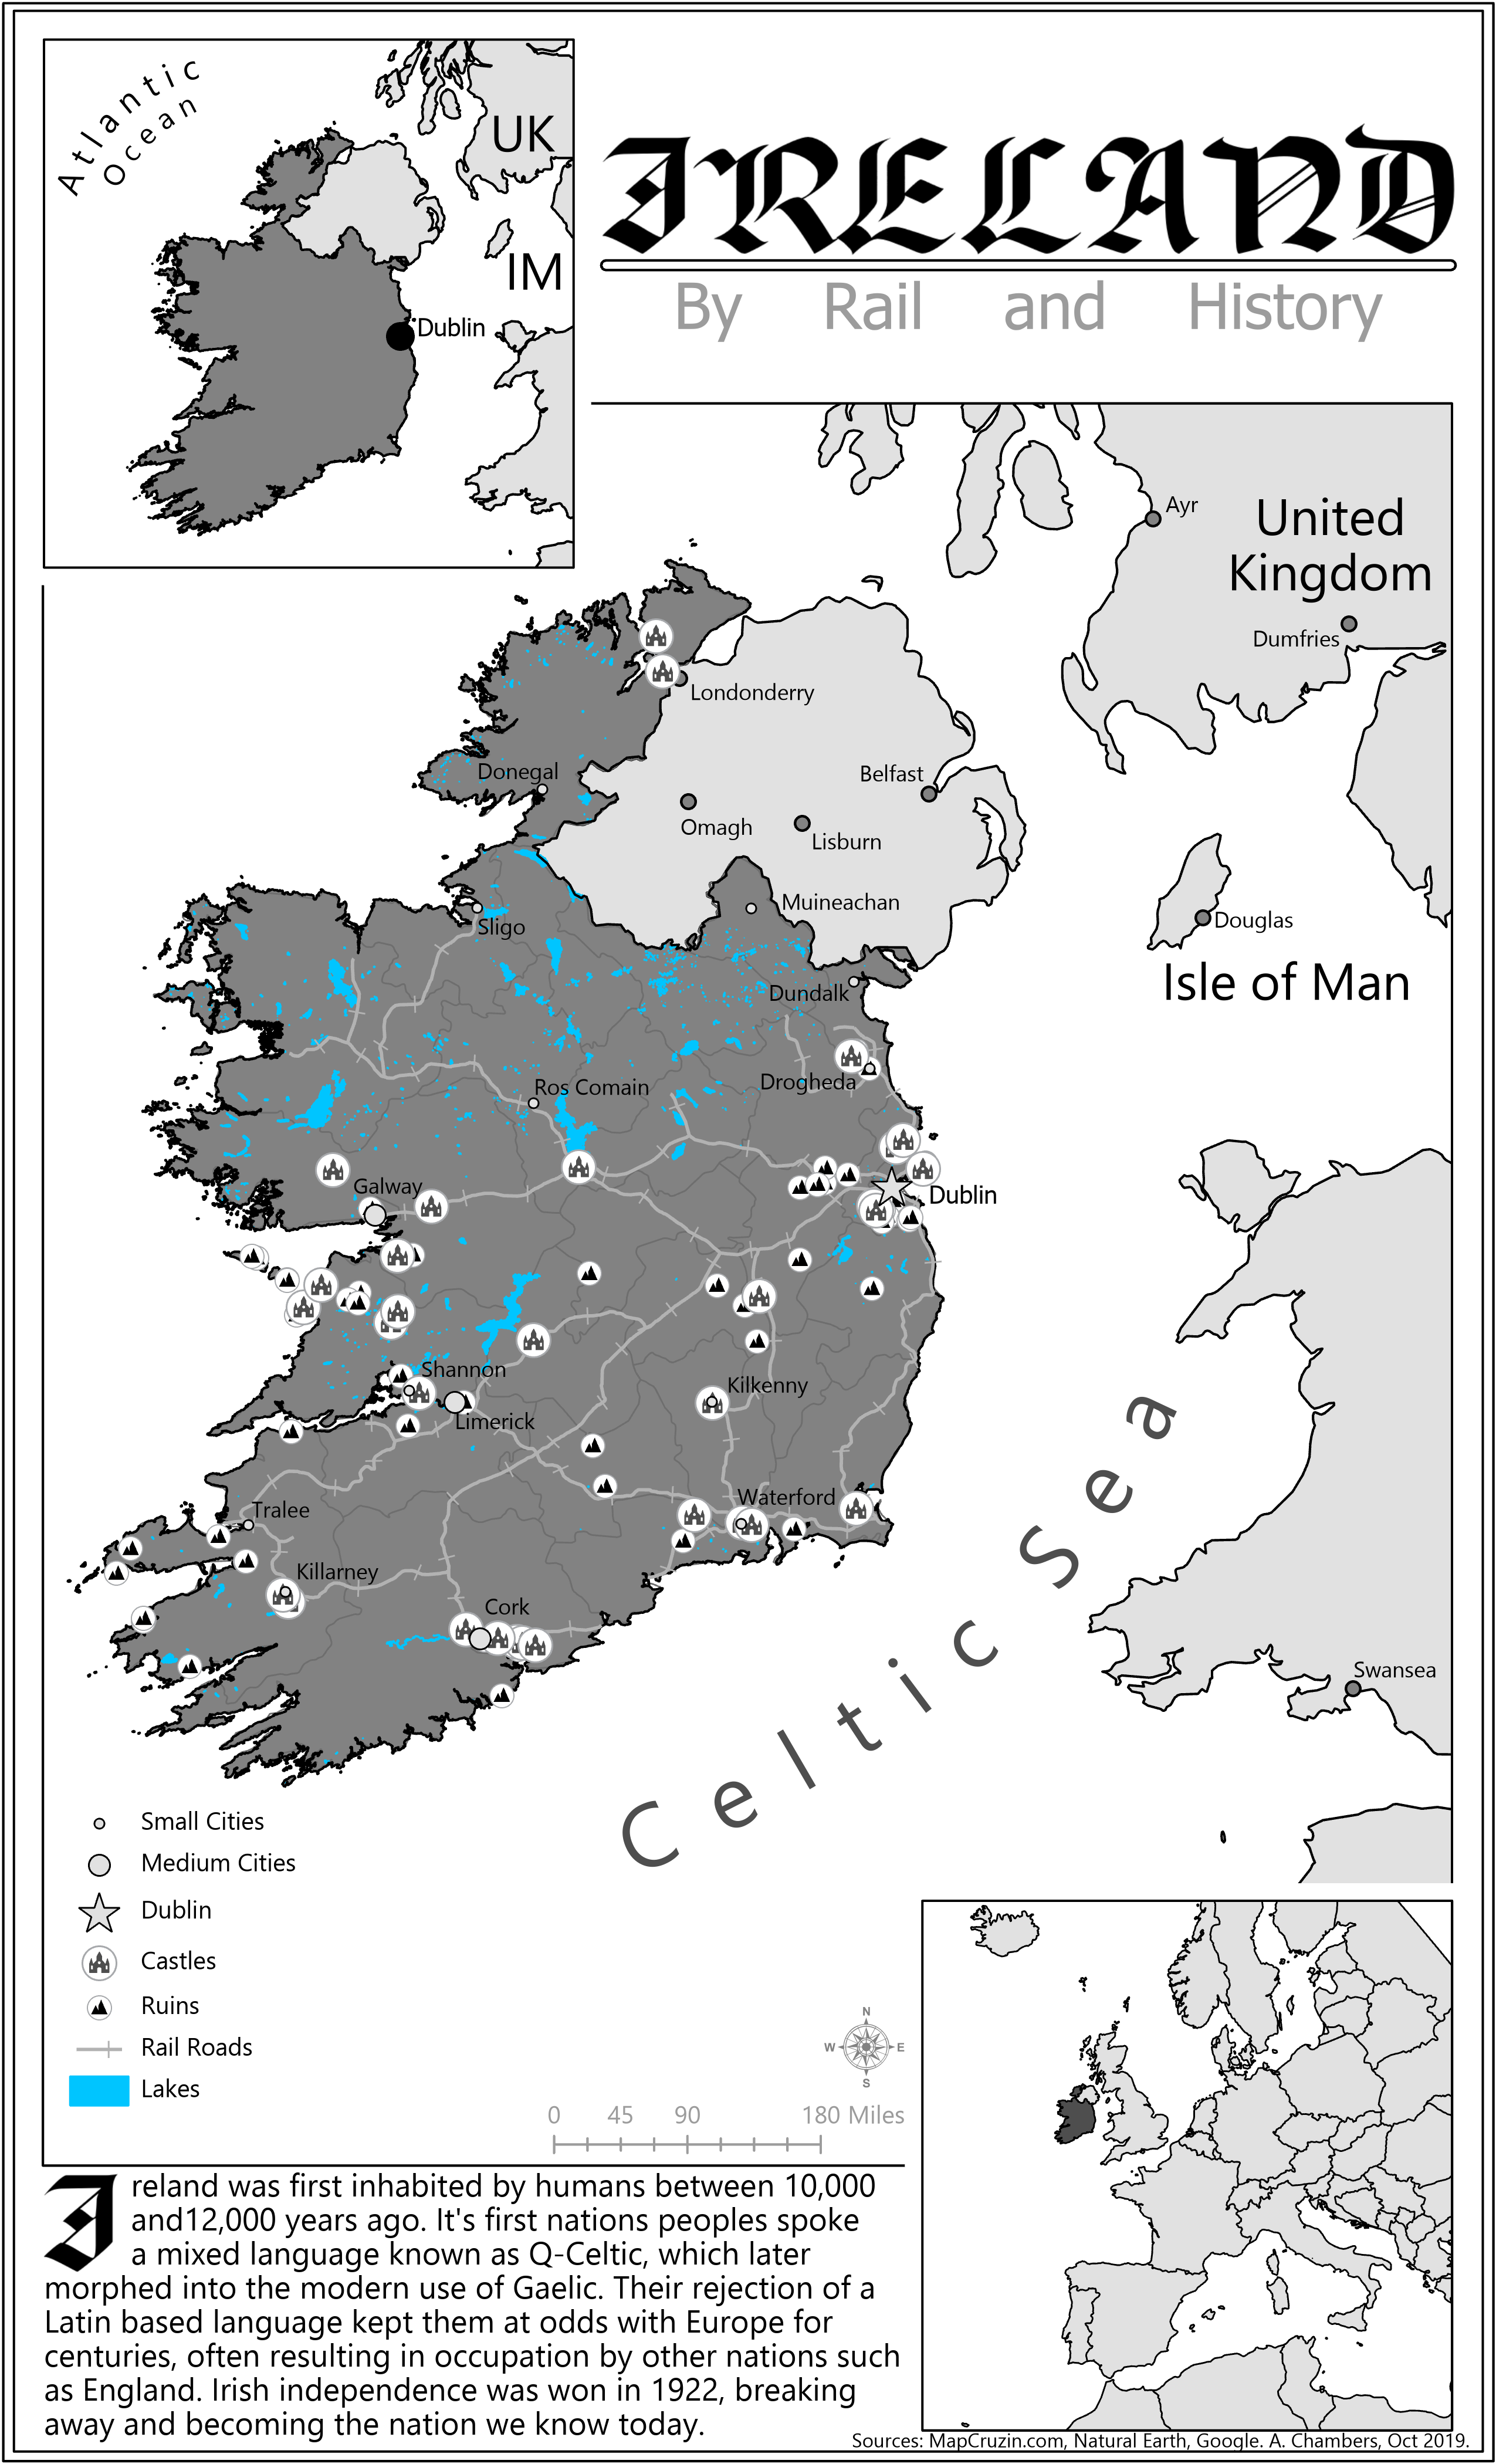 Atlantic
Ocean
UK
IM
Dublin
IRELAND
By Rail and History
Ayr
United
Kingdom
Dumfries
Londonderry
Donegal
Belfast
Omagh
Lisburn
Muineachan
Sligo
Douglas
Isle of Man
Dundalk
Drogheda
Ros Comain
Galway
Dublin
Shannon
Kilkenny
Limerick
Waterford
Tralee
Killarney
Cork
Celtic Sea
Swansea
Small Cities
Medium Cities
Dublin
Castles
Ruins
Rail Roads
Lakes
N
W E
S
0 45 90 180 Miles
Ireland was first inhabited by humans between 10,000
and12,000 years ago. It's first nations peoples spoke
a mixed language known as Q-Celtic, which later
morphed into the modern use of Gaelic. Their rejection of a
Latin based language kept them at odds with Europe for
centuries, often resulting in occupation by other nations such
as England. Irish independence was won in 1922, breaking
away and becoming the nation we know today.
Sources: MapCruzin.com, Natural Earth, Google. A. Chambers, Oct 2019.